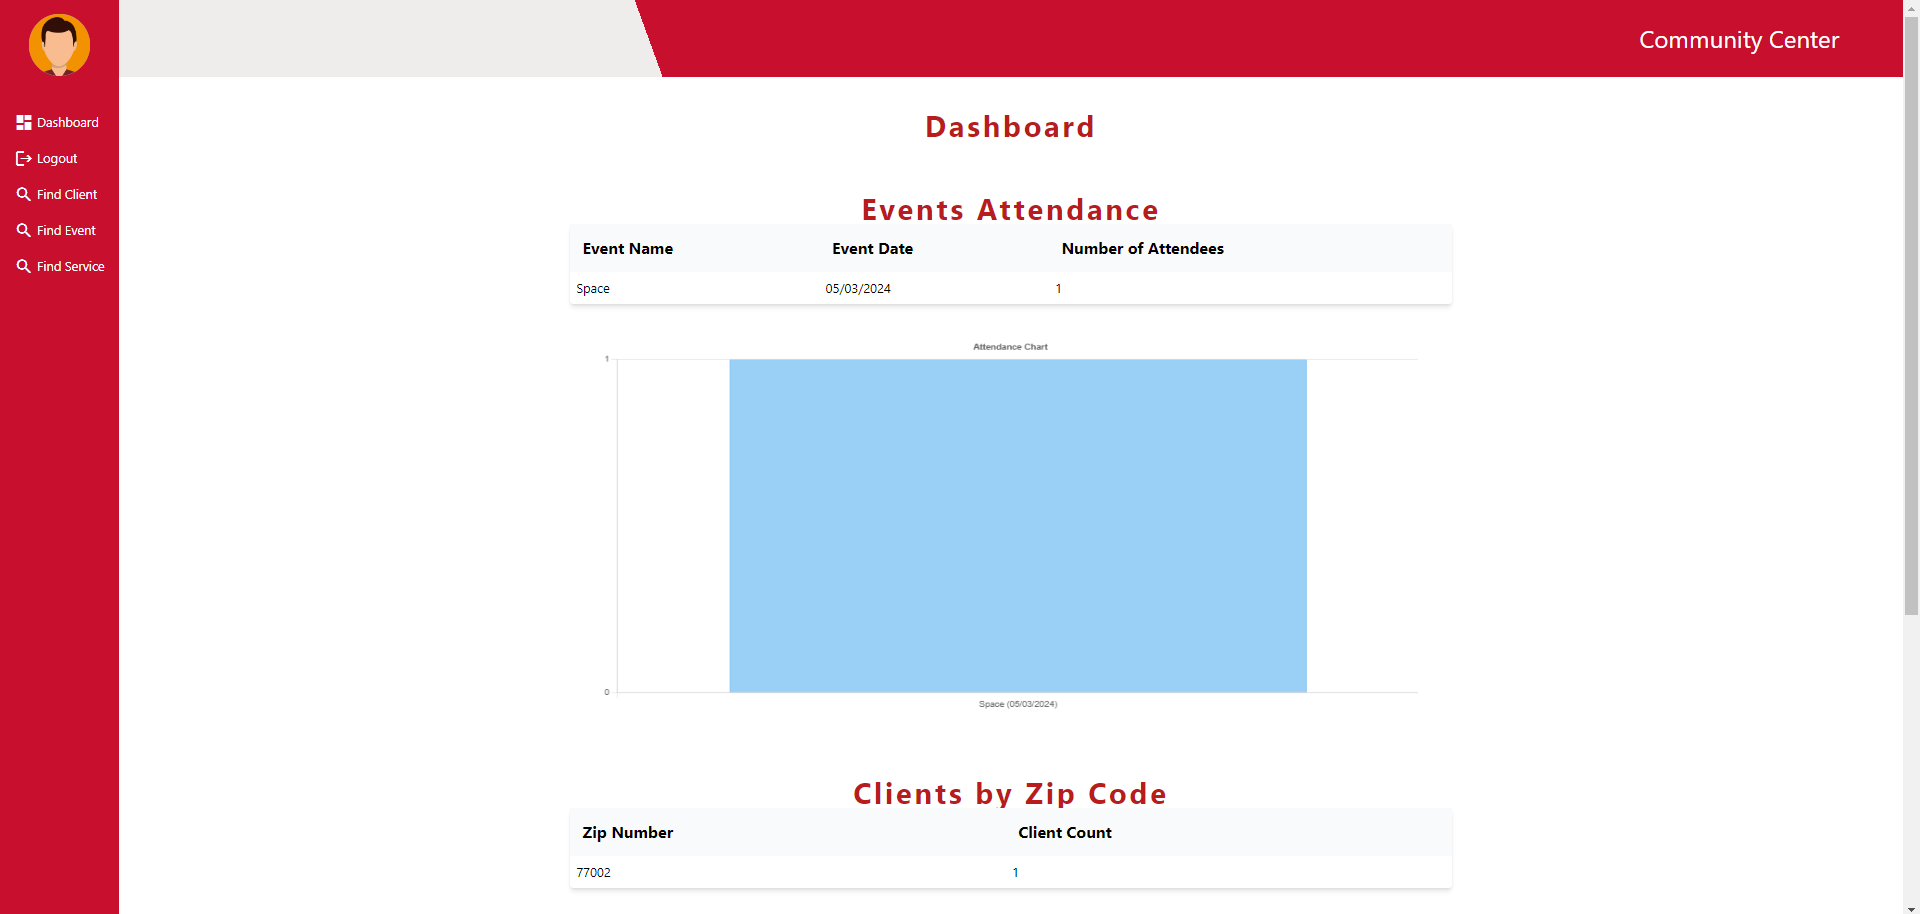 Community Center
Dashboard
Logout
Find Client
Find Event
Find Service
Dashboard
Events Attendance
Event Name Event Date Number of Attendees
Space 05/03/2024 1
Attendance Chart
1
0
Space (05/03/2024)
Clients by Zip Code
Zip Number Client Count
77002 1